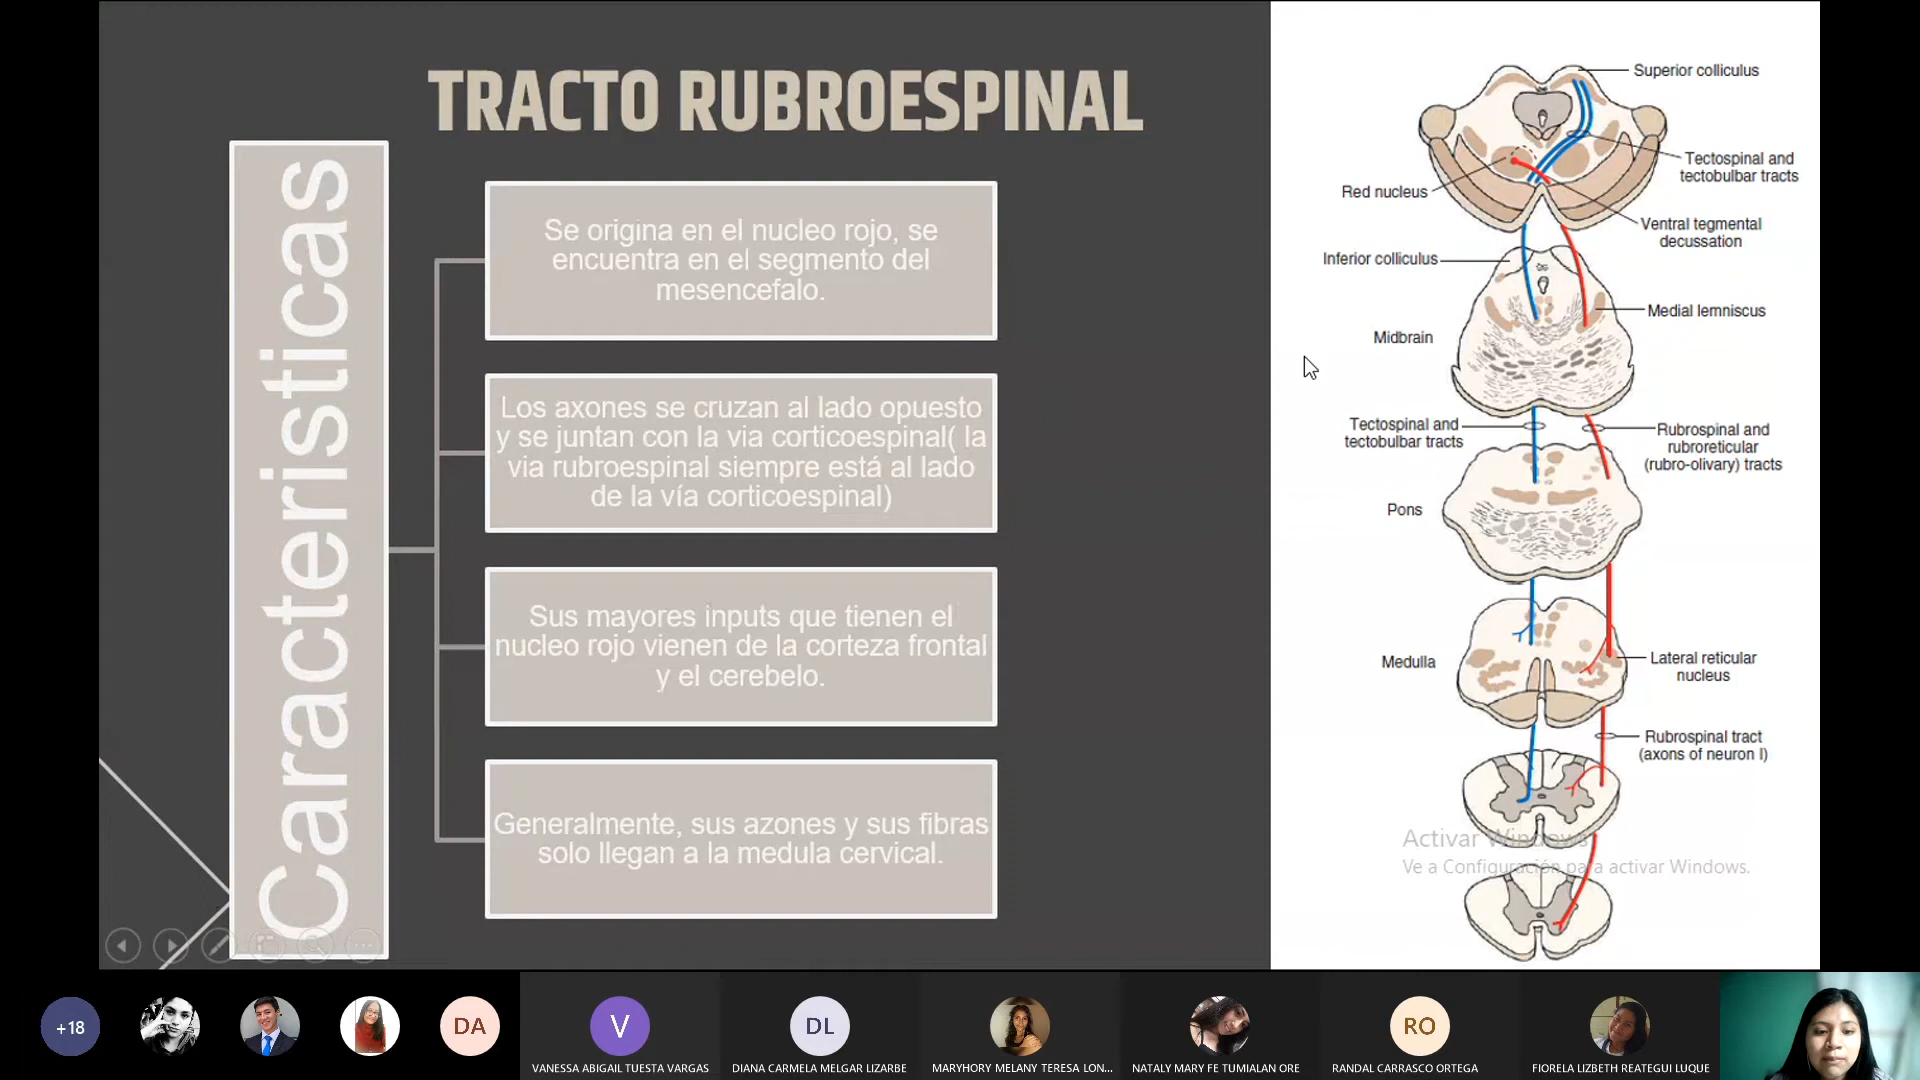 TRACTO RUBROESPINAL
Caracteristicas
Se origina en el nucleo rojo, se
encuentra en el segmento del
mesencefalo.
Los axones se cruzan al lado opuesto
y se juntan con la via corticoespinal( la
via rubroespinal siempre está al lado
de la vía corticoespinal)
Sus mayores inputs que tienen el
nucleo rojo vienen de la corteza frontal
y el cerebelo.
Generalmente, sus azones y sus fibras
solo llegan a la medula cervical.
Superior colliculus
Tectospinal and
tectobulbar tracts
Red nucleus
Ventral tegmental
decussation
Inferior colliculus
Medial lemniscus
Midbrain
Tectospinal and
tectobulbar tracts
Rubrospinal and
rubroreticular
(rubro-olivary) tracts
Pons
Medulla
Lateral reticular
nucleus
Rubrospinal tract
(axons of neuron I)
Activar Windows
Ve a Configuración para activar Windows.
+18
DA
V
DL
RO
VANESSA ABIGAIL TUESTA VARGAS
DIANA CARMELA MELGAR LIZARBE
MARYHORY MELANY TERESA LON...
NATALY MARY FE TUMIALAN ORE
RANDAL CARRASCO ORTEGA
FIORELA LIZBETH REATEGUI LUQUE